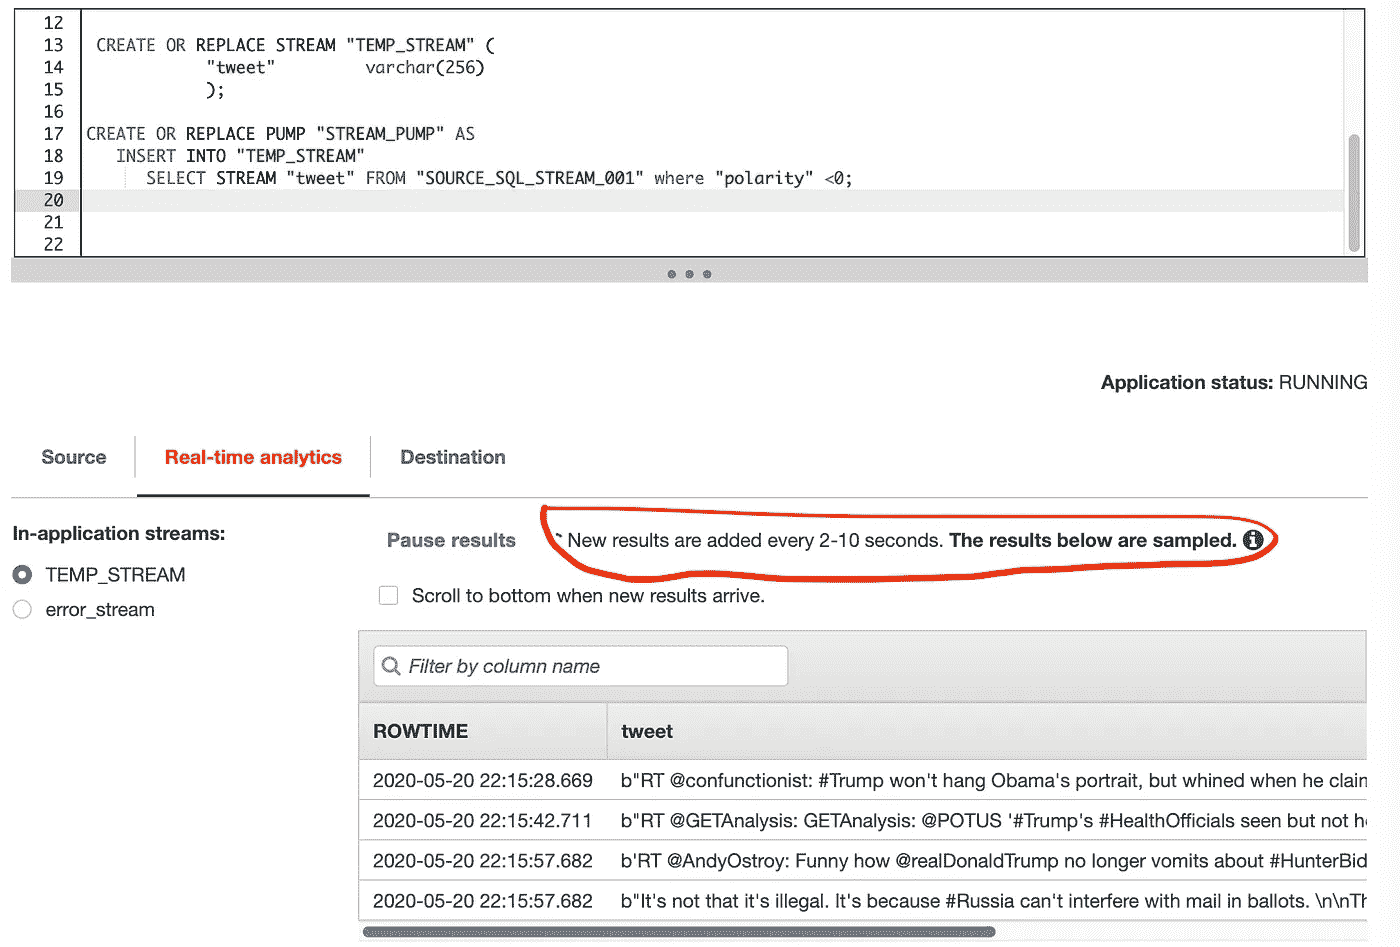 12
13 CREATE OR REPLACE STREAM "TEMP_STREAM" (
14 "tweet" varchar(256)
15 );
16
17 CREATE OR REPLACE PUMP "STREAM_PUMP" AS
18 INSERT INTO "TEMP_STREAM"
19 SELECT STREAM "tweet" FROM "SOURCE_SQL_STREAM_001" where "polarity" <0;
20
21
22
Application status: RUNNING
Source Real-time analytics Destination
In-application streams:
Pause results New results are added every 2-10 seconds. The results below are sampled.
TEMP_STREAM
Scroll to bottom when new results arrive.
error_stream
Filter by column name
ROWTIME tweet
2020-05-20 22:15:28.669 b"RT @confunctionist: #Trump won't hang Obama's portrait, but whined when he
2020-05-20 22:15:42.711 b"RT @GETAnalysis: GETAnalysis: @POTUS '#Trump's #HealthOfficials seen but not
2020-05-20 22:15:57.682 b'RT @AndyOstroy: Funny how @realDonaldTrump no longer vomits about #HunterBid
2020-05-20 22:15:57.682 b"It's not that it's illegal. It's because #Russia can't interfere with mail in ballots. \n\nTh